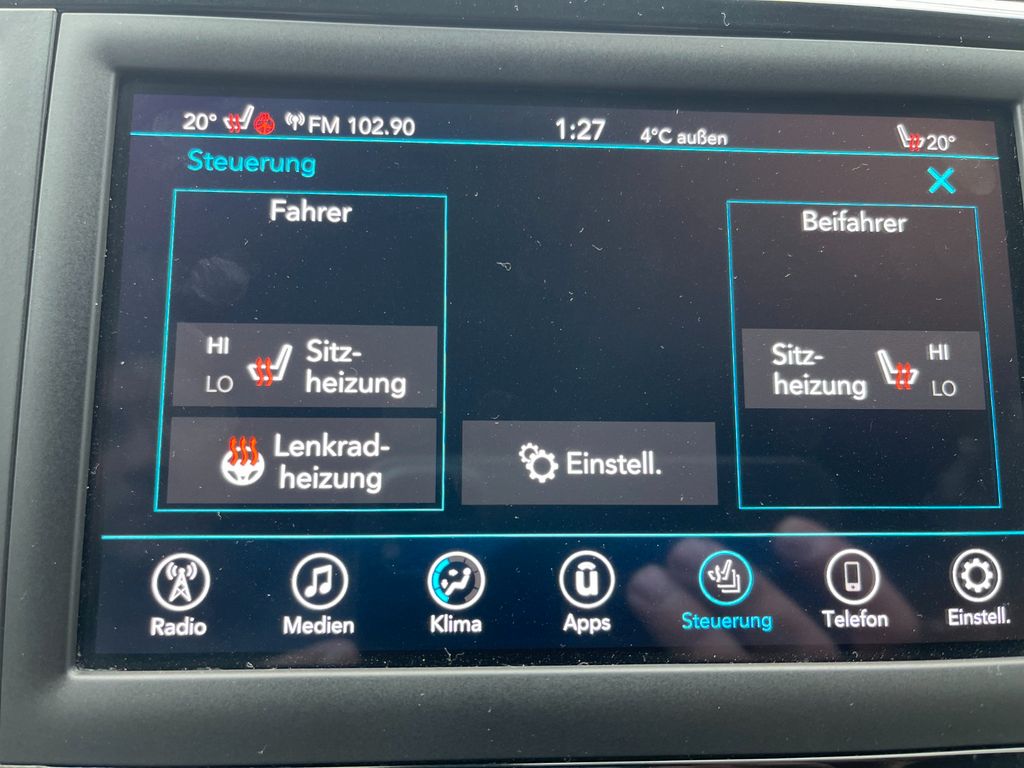 20° FM 102.90 1:27 4°C außen 20°
Steuerung
Fahrer
Beifahrer
HI
LO
Sitz-
heizung
Sitz-
heizung
HI
LO
Lenkrad-
heizung
Einstell.
Radio Medien Klima Apps Steuerung Telefon Einstell.